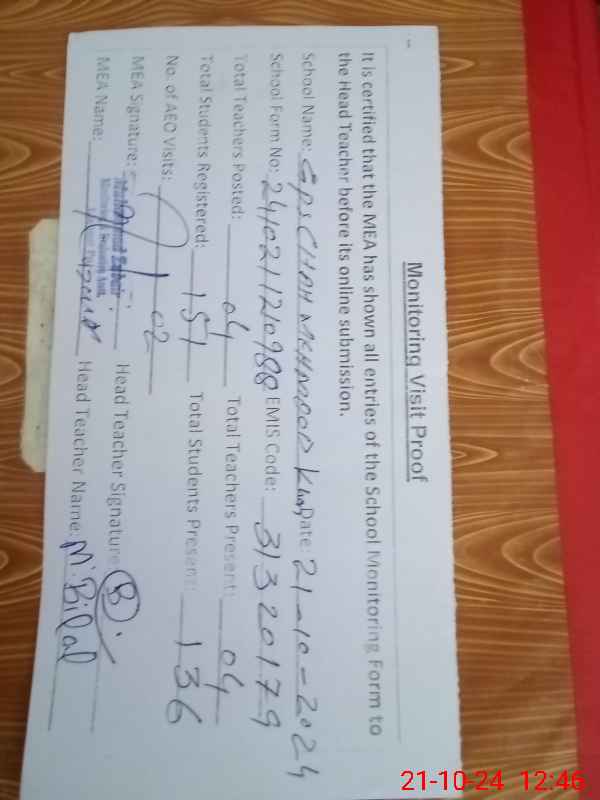 Monitoring Visit Proof
It is certified that the MEA has shown all entries of the School Monitoring Form to
the Head Teacher before its online submission.
School Name: GPS CHAH MEHMOOD Khan Date: 21-10-2024
School Form No: 2410211210988 EMIS Code: 31320179
Total Teachers Posted: 04 Total Teachers Present: 04
Total Students Registered: 151 Total Students Present: 136
No. of AEO Visits: 02
MEA Signature: Head Teacher Signature: B
MEA Name: Head Teacher Name: M. Bilal
21-10-24 12:46